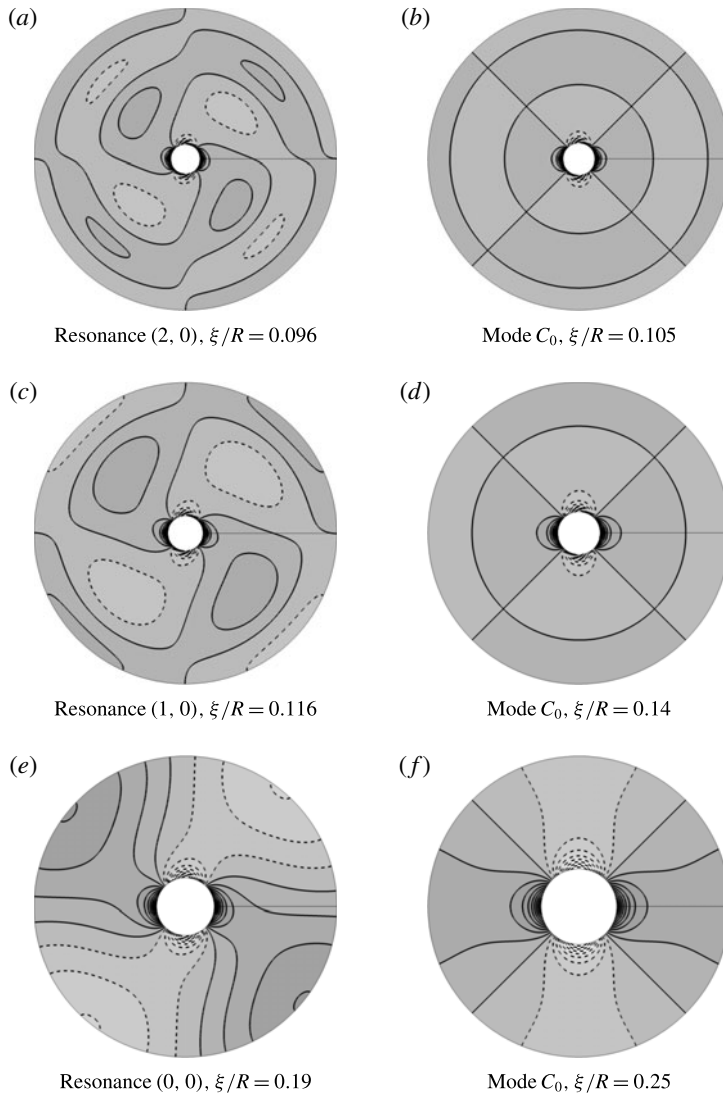 (a)
(b)
Resonance (2, 0), ξ/R = 0.096
Mode C₀, ξ/R = 0.105
(c)
(d)
Resonance (1, 0), ξ/R = 0.116
Mode C₀, ξ/R = 0.14
(e)
(f)
Resonance (0, 0), ξ/R = 0.19
Mode C₀, ξ/R = 0.25